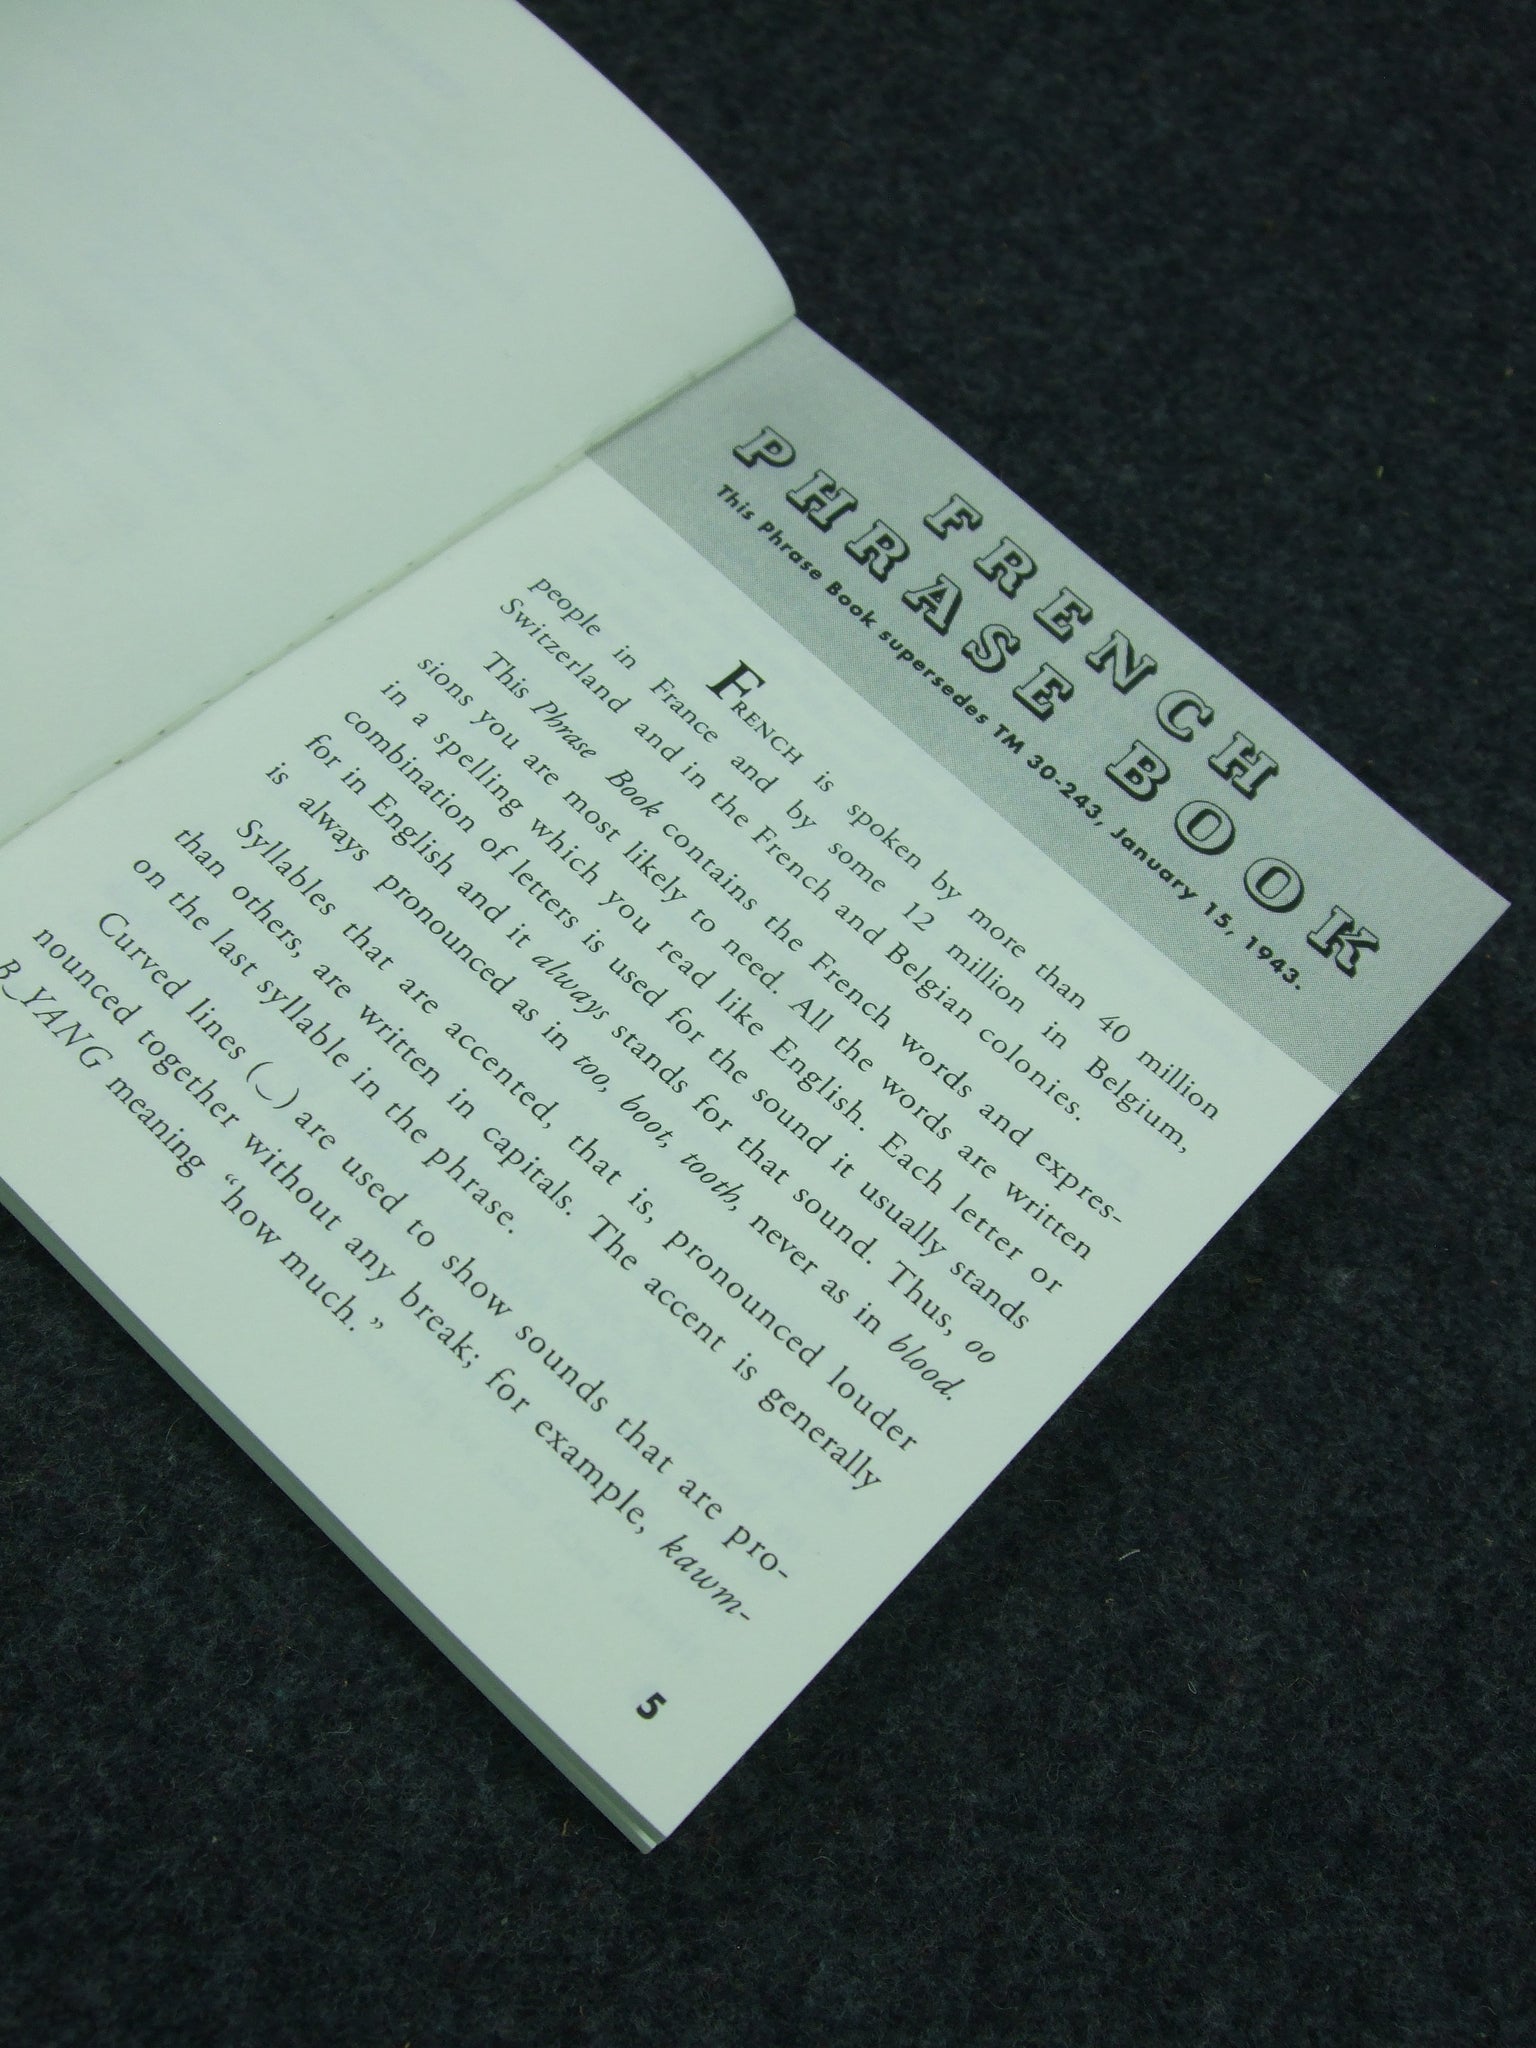 FRENCH
PHRASE BOOK
This Phrase Book supersedes TM 30-243, January 15, 1943.
FRENCH is spoken by more than 40 million
people in France and by some 12 million in Belgium,
Switzerland and in the French and Belgian colonies.
This Phrase Book contains the French words and expres-
sions you are most likely to need. All the words are written
in a spelling which you read like English. Each letter or
combination of letters is used for the sound it usually stands
for in English and it always stands for that sound. Thus, oo
is always pronounced as in too, boot, tooth, never as in blood.
Syllables that are accented, that is, pronounced louder
than others, are written in capitals. The accent is generally
on the last syllable in the phrase.
Curved lines (‿) are used to show sounds that are pro-
nounced together without any break; for example, kawm-
B‿YANG meaning “how much.”
5